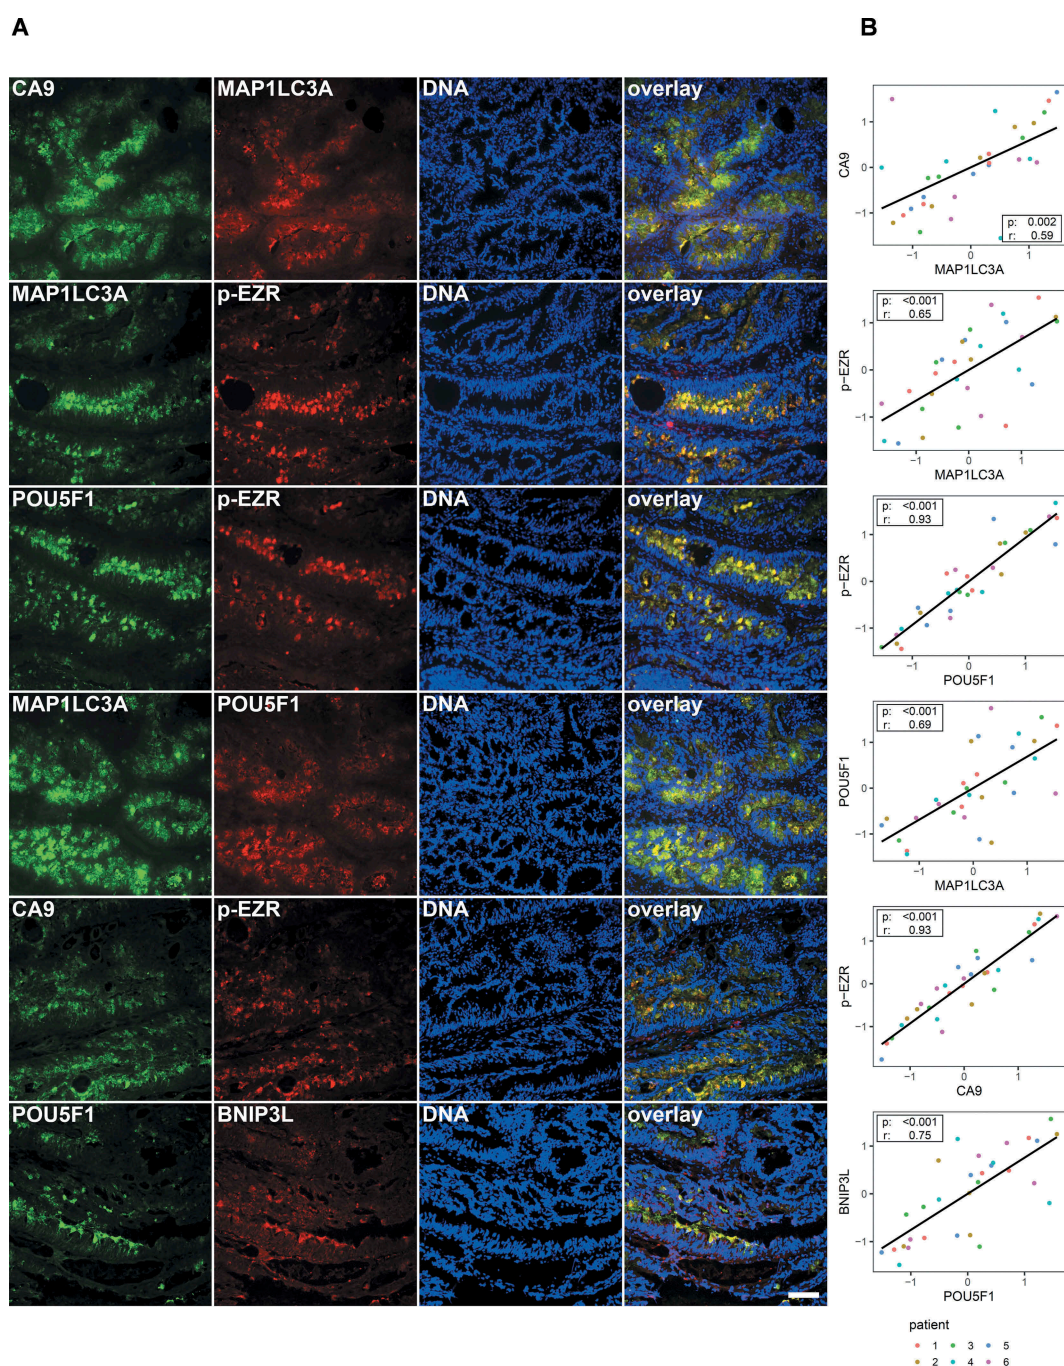 A
B
CA9 MAP1LC3A DNA overlay
MAP1LC3A p-EZR DNA overlay
POU5F1 p-EZR DNA overlay
MAP1LC3A POU5F1 DNA overlay
CA9 p-EZR DNA overlay
POU5F1 BNIP3L DNA overlay
CA9
1
0
−1
p: 0.002
r: 0.59
−1 0 1
MAP1LC3A
p−EZR
1
0
−1
p: <0.001
r: 0.65
−1 0 1
MAP1LC3A
p−EZR
1
0
−1
p: <0.001
r: 0.93
−1 0 1
POU5F1
POU5F1
1
0
−1
p: <0.001
r: 0.69
−1 0 1
MAP1LC3A
p−EZR
1
0
−1
p: <0.001
r: 0.93
−1 0 1
CA9
BNIP3L
1
0
−1
p: <0.001
r: 0.75
−1 0 1
POU5F1
patient
1 3 5
2 4 6